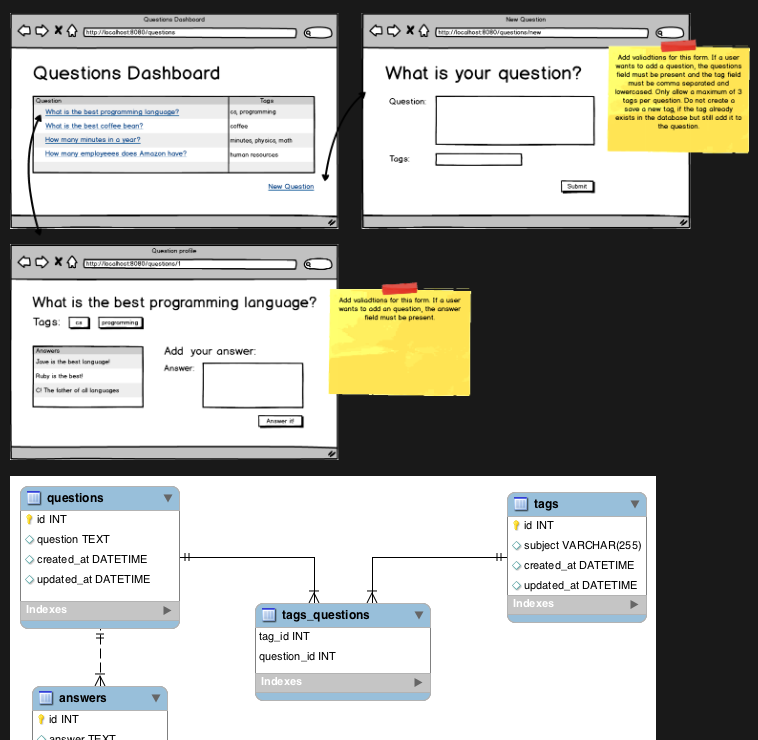 Questions Dashboard
http://localhost:8080/questions
Questions Dashboard
Question Tags
What is the best programming language? cs, programming
What is the best coffee bean? coffee
How many minutes in a year? minutes, physics, math
How many employeees does Amazon have? human resources
New Question
New Question
http://localhost:8080/questions/new
What is your question?
Question:
Tags:
Submit
Add valiadtions for this form. If a user
wants to add a question, the questions
field must be present and the tag field
must be comma separated and
lowercased. Only allow a maximum of 3
tags per question. Do not create a
save a new tag, if the tag already
exists in the database but still add it to
the question.
Question profile
http://localhost:8080/questions/1
What is the best programming language?
Tags: cs programming
Answers
Java is the best language!
Ruby is the best!
C! The father of all languages
Add your answer:
Answer:
Answer it!
Add valiadtions for this form. If a user
wants to add an question, the answer
field must be present.
questions
id INT
question TEXT
created_at DATETIME
updated_at DATETIME
Indexes
tags
id INT
subject VARCHAR(255)
created_at DATETIME
updated_at DATETIME
Indexes
tags_questions
tag_id INT
question_id INT
Indexes
answers
id INT
answer TEXT